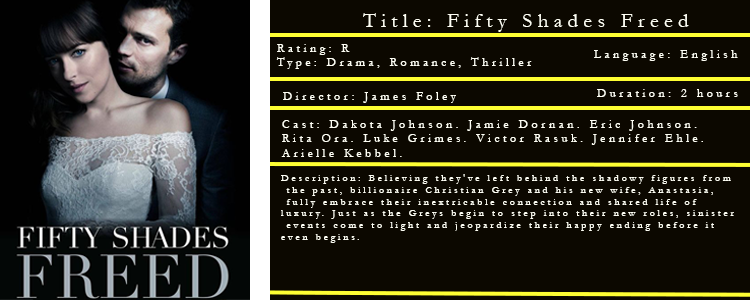 FIFTY SHADES
FREED
Title: Fifty Shades Freed
Rating: R
Type: Drama, Romance, Thriller
Language: English
Director: James Foley
Duration: 2 hours
Cast: Dakota Johnson. Jamie Dornan. Eric Johnson.
Rita Ora. Luke Grimes. Victor Rasuk. Jennifer Ehle.
Arielle Kebbel.
Description: Believing they've left behind the shadowy figures from
the past, billionaire Christian Grey and his new wife, Anastasia,
fully embrace their inextricable connection and shared life of
luxury. Just as the Greys begin to step into their new roles, sinister
events come to light and jeopardize their happy ending before it
even begins.